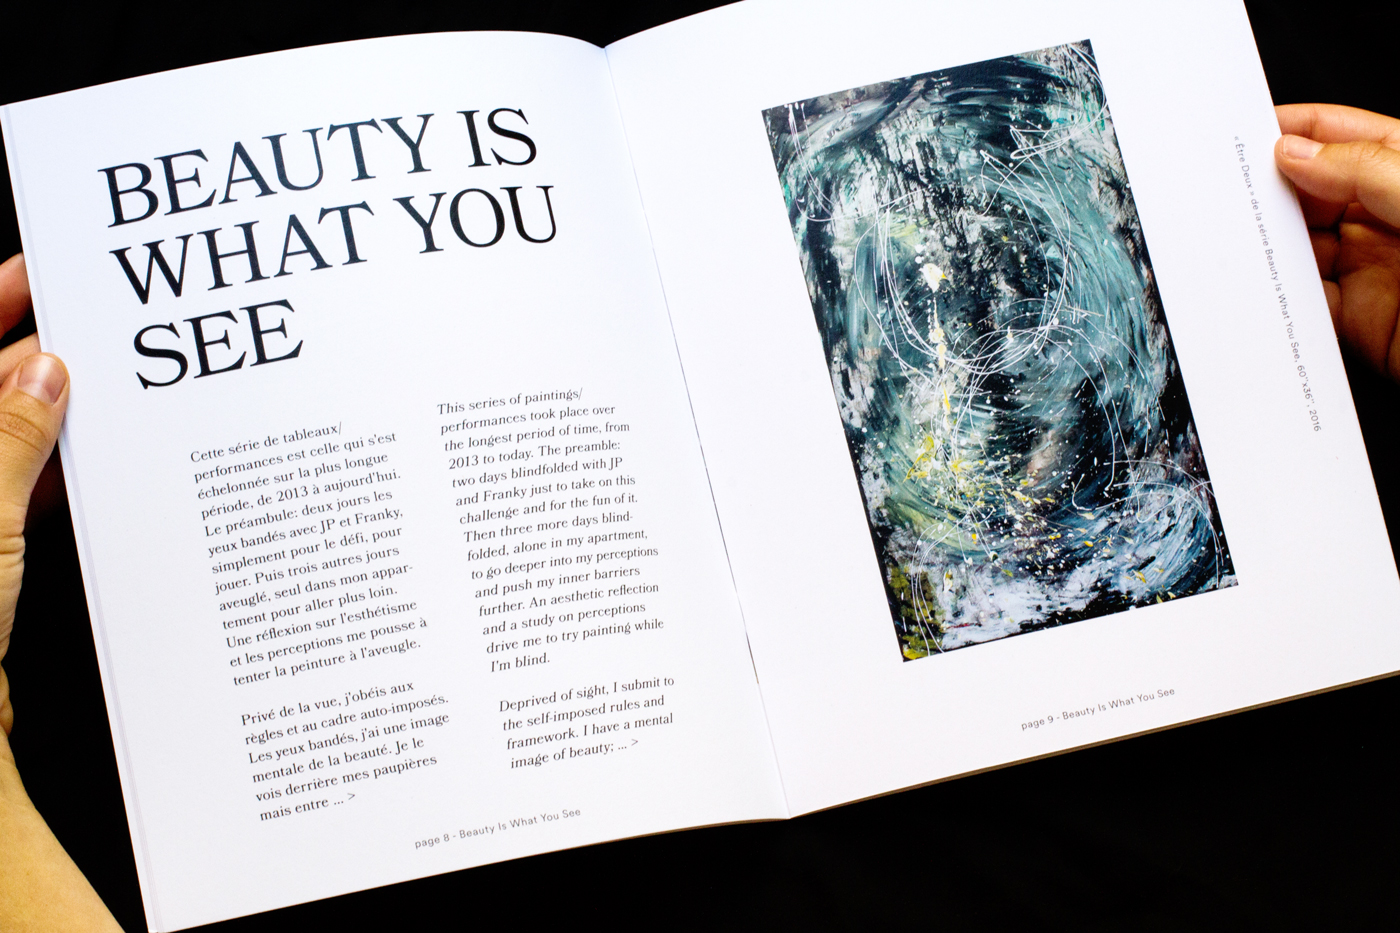 BEAUTY IS
WHAT YOU
SEE
Cette série de tableaux/
performances est celle qui s'est
échelonnée sur la plus longue
période, de 2013 à aujourd'hui.
Le préambule: deux jours les
yeux bandés avec JP et Franky,
simplement pour le défi, pour
jouer. Puis trois autres jours
aveuglé, seul dans mon appar-
tement pour aller plus loin.
Une réflexion sur l'esthétisme
et les perceptions me pousse à
tenter la peinture à l'aveugle.
Privé de la vue, j'obéis aux
règles et au cadre auto-imposés.
Les yeux bandés, j'ai une image
mentale de la beauté. Je le
vois derrière mes paupières
mais entre ... >
This series of paintings/
performances took place over
the longest period of time, from
2013 to today. The preamble:
two days blindfolded with JP
and Franky just to take on this
challenge and for the fun of it.
Then three more days blind-
folded, alone in my apartment,
to go deeper into my perceptions
and push my inner barriers
further. An aesthetic reflection
and a study on perceptions
drive me to try painting while
I'm blind.
Deprived of sight, I submit to
the self-imposed rules and
framework. I have a mental
image of beauty; ... >
page 8 - Beauty Is What You See
« Être Deux » de la série Beauty Is What You See, 60"x36", 2016
page 9 - Beauty Is What You See